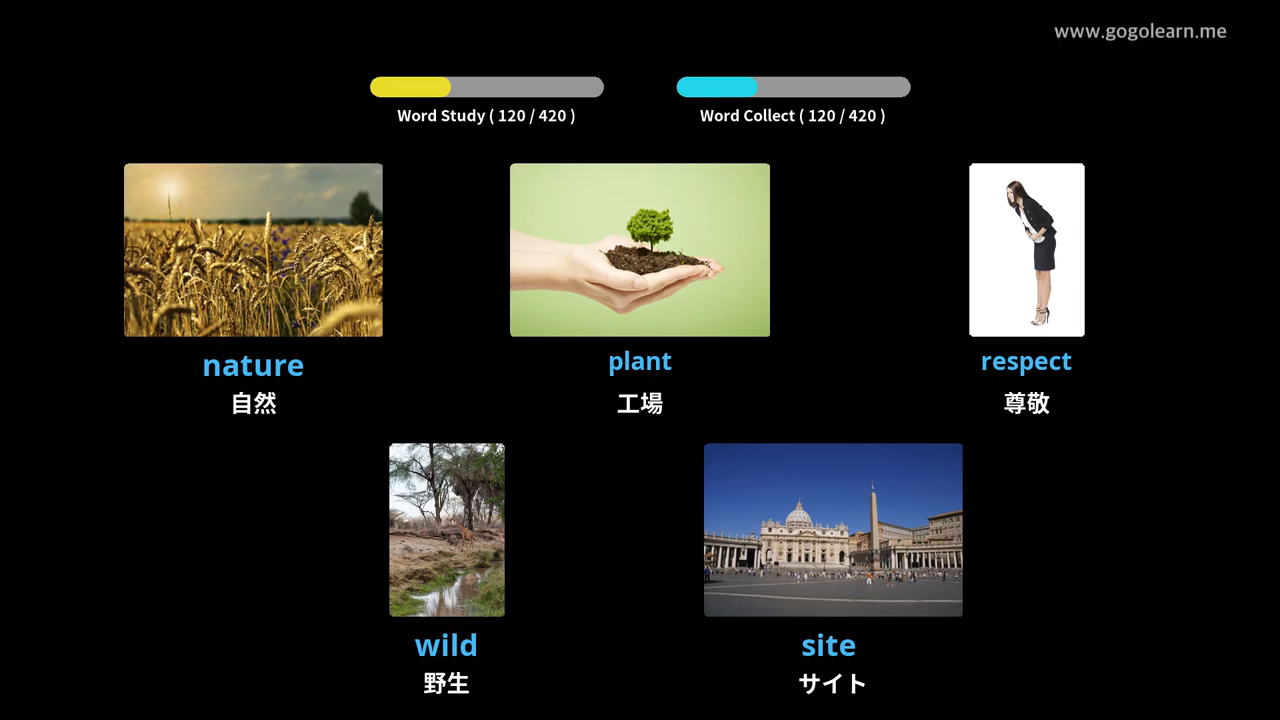 www.gogolearn.me
Word Study ( 120 / 420 )
Word Collect ( 120 / 420 )
nature
自然
plant
工場
respect
尊敬
wild
野生
site
サイト